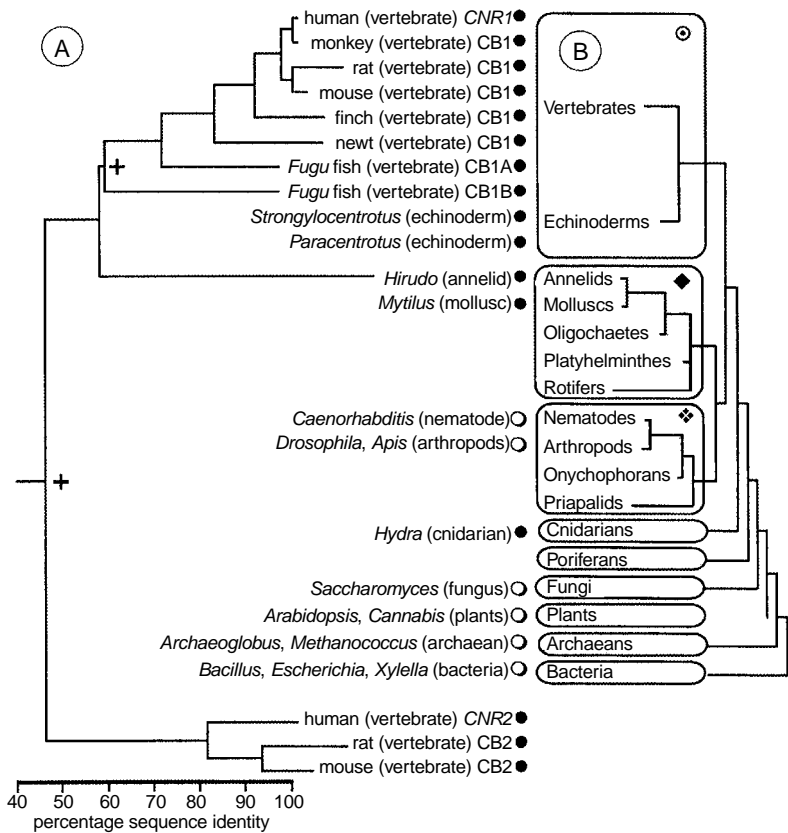 A
B
human (vertebrate) CNR1
monkey (vertebrate) CB1
rat (vertebrate) CB1
mouse (vertebrate) CB1
finch (vertebrate) CB1
newt (vertebrate) CB1
Fugu fish (vertebrate) CB1A
Fugu fish (vertebrate) CB1B
Strongylocentrotus (echinoderm)
Paracentrotus (echinoderm)
Hirudo (annelid)
Mytilus (mollusc)
Caenorhabditis (nematode)
Drosophila, Apis (arthropods)
Hydra (cnidarian)
Saccharomyces (fungus)
Arabidopsis, Cannabis (plants)
Archaeoglobus, Methanococcus (archaean)
Bacillus, Escherichia, Xylella (bacteria)
human (vertebrate) CNR2
rat (vertebrate) CB2
mouse (vertebrate) CB2
Vertebrates
Echinoderms
Annelids
Molluscs
Oligochaetes
Platyhelminthes
Rotifers
Nematodes
Arthropods
Onychophorans
Priapalids
Cnidarians
Poriferans
Fungi
Plants
Archaeans
Bacteria
40 50 60 70 80 90 100
percentage sequence identity